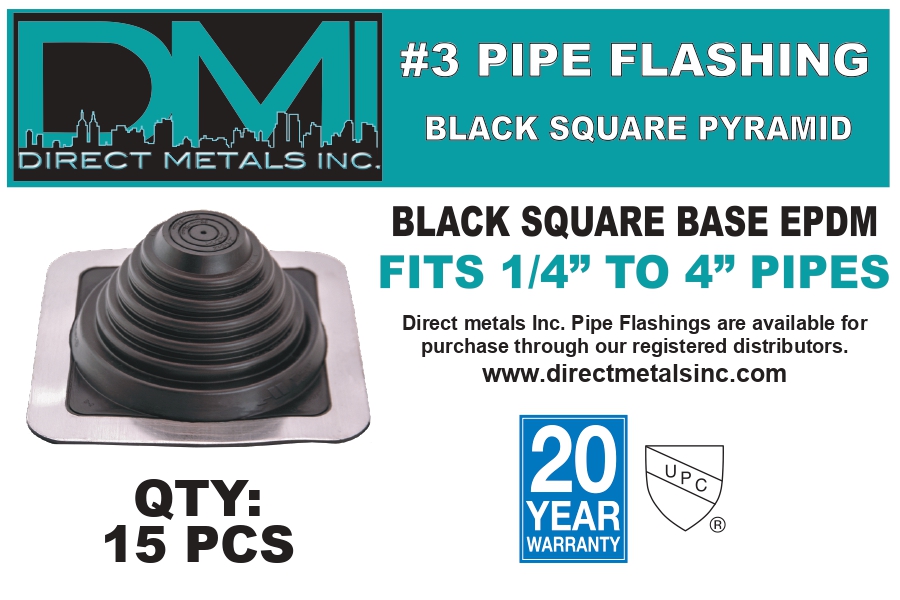 DMI
DIRECT METALS INC.
#3 PIPE FLASHING
BLACK SQUARE PYRAMID
BLACK SQUARE BASE EPDM
FITS 1/4” TO 4” PIPES
Direct metals Inc. Pipe Flashings are available for
purchase through our registered distributors.
www.directmetalsinc.com
QTY:
15 PCS
20
YEAR
WARRANTY
UPC
®